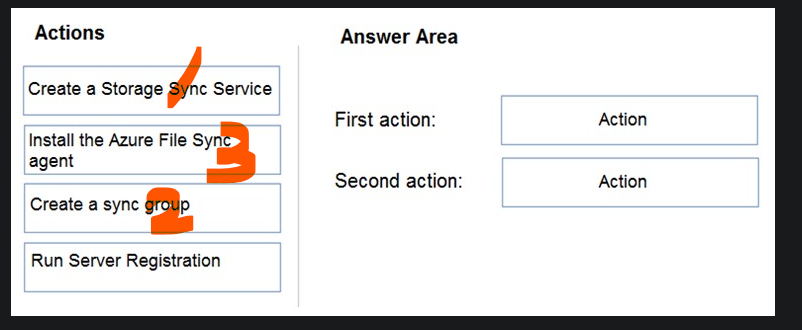 Actions
Answer Area
Create a Storage Sync Service
1
First action:
Action
Install the Azure File Sync
agent
3
Second action:
Action
Create a sync group
2
Run Server Registration